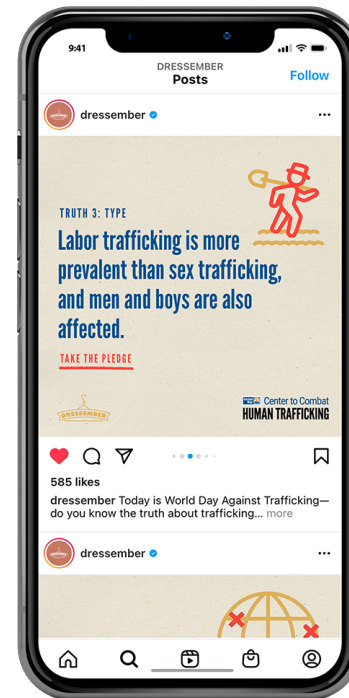 9:41
DRESSEMBER
Posts
Follow
dressember
TRUTH 3: TYPE
Labor trafficking is more
prevalent than sex trafficking,
and men and boys are also
affected.
TAKE THE PLEDGE
DRESSEMBER
Center to Combat
HUMAN TRAFFICKING
585 likes
dressember Today is World Day Against Trafficking—
do you know the truth about trafficking... more
dressember